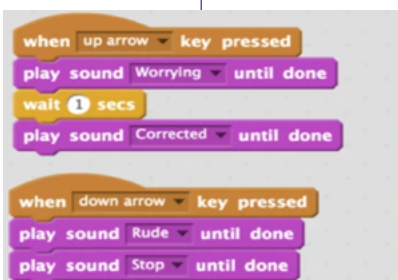 when up arrow key pressed
play sound Worrying until done
wait 1 secs
play sound Corrected until done
when down arrow key pressed
play sound Rude until done
play sound Stop until done